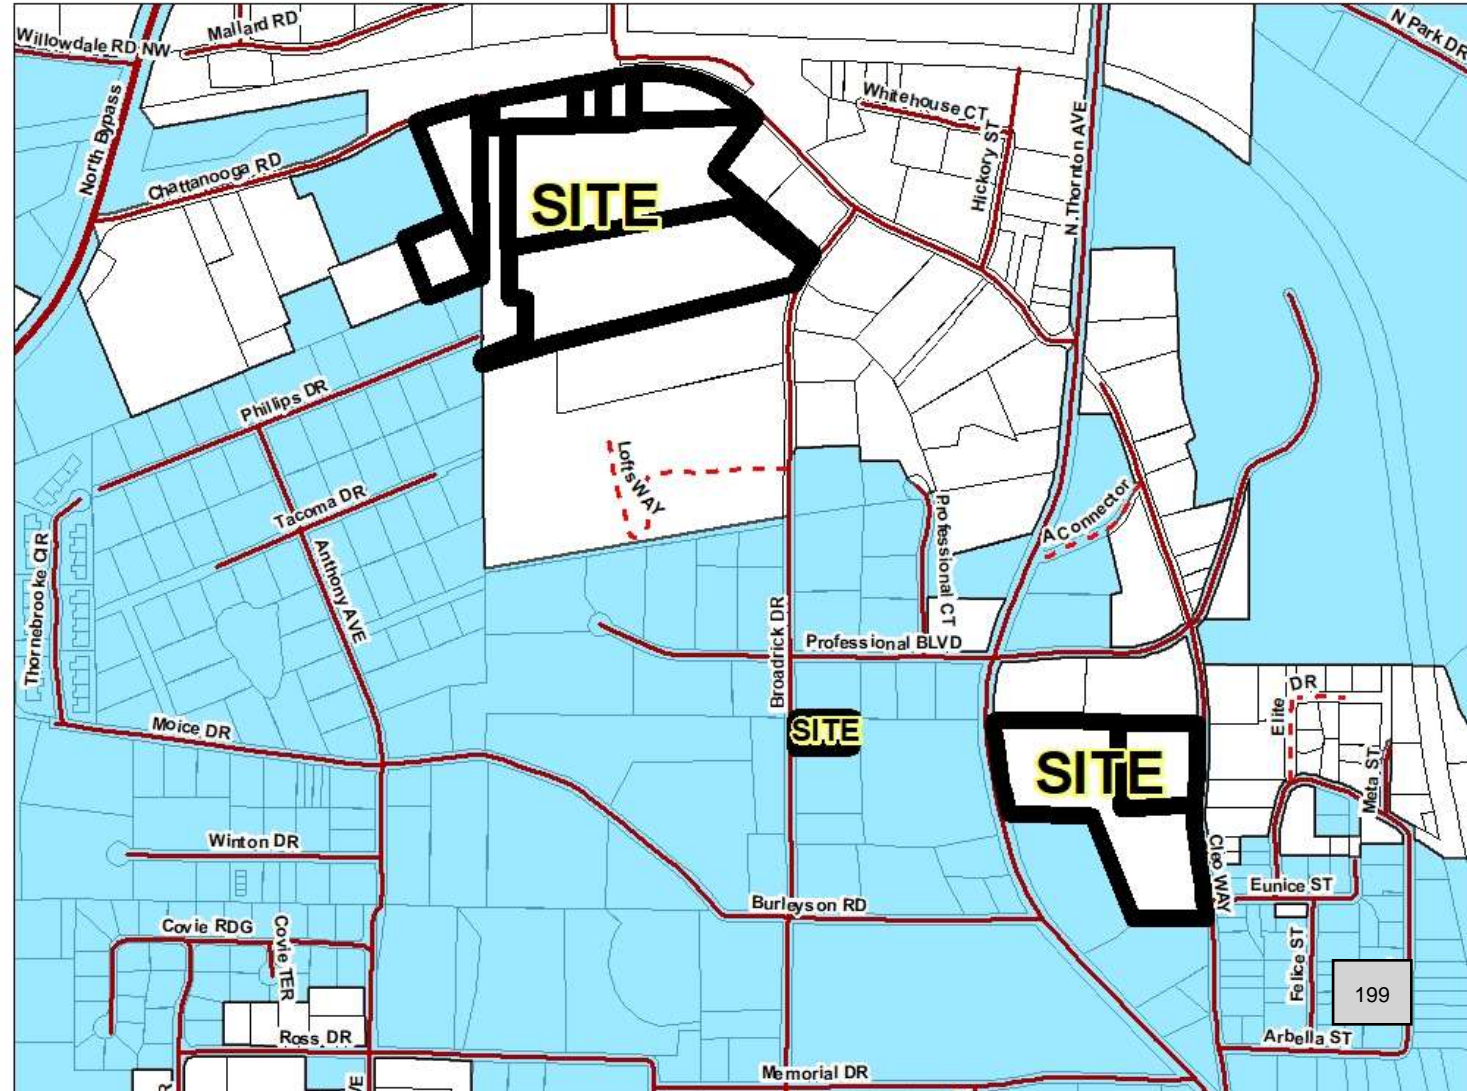 N Park DR
Mallard RD
Willowdale RD NW
Whitehouse CT
North Bypass
Hickory ST
N. Thornton AVE
Chattanooga RD
SITE
Phillips DR
Lofts WAY
Tacoma DR
A Connector
Professional CT
Anthony AVE
Thornebrooke CIR
Broadrick DR
Professional BLVD
Elite DR
Moice DR
SITE
SITE
Meta ST
Winton DR
Cleo WAY
Eunice ST
Burleyson RD
Covie RDG
Covie TER
Felice ST
199
Ross DR
Arbella ST
Memorial DR